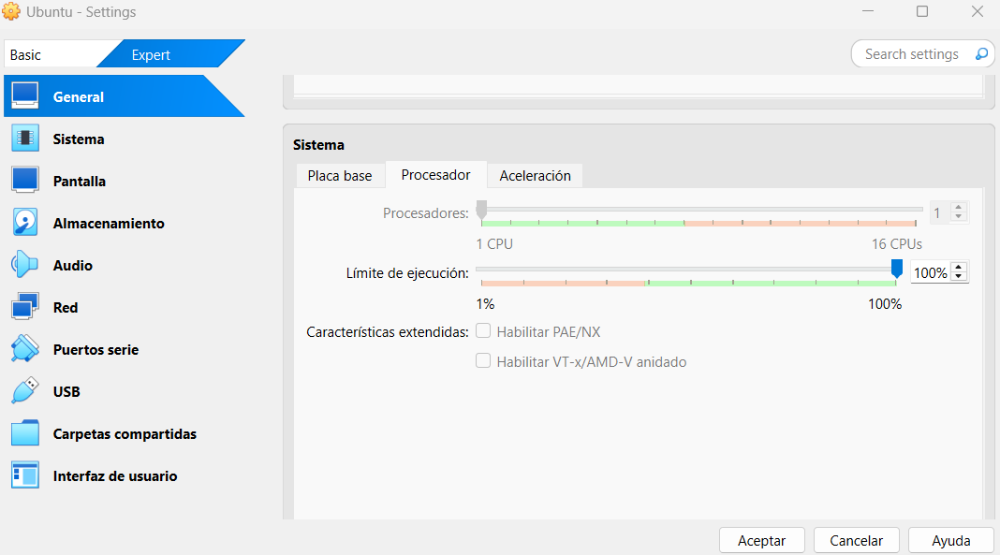 Ubuntu - Settings
Basic
Expert
Search settings
General
Sistema
Pantalla
Almacenamiento
Audio
Red
Puertos serie
USB
Carpetas compartidas
Interfaz de usuario
Sistema
Placa base
Procesador
Aceleración
Procesadores:
1
1 CPU
16 CPUs
Límite de ejecución:
100%
1%
100%
Características extendidas:
Habilitar PAE/NX
Habilitar VT-x/AMD-V anidado
Aceptar
Cancelar
Ayuda